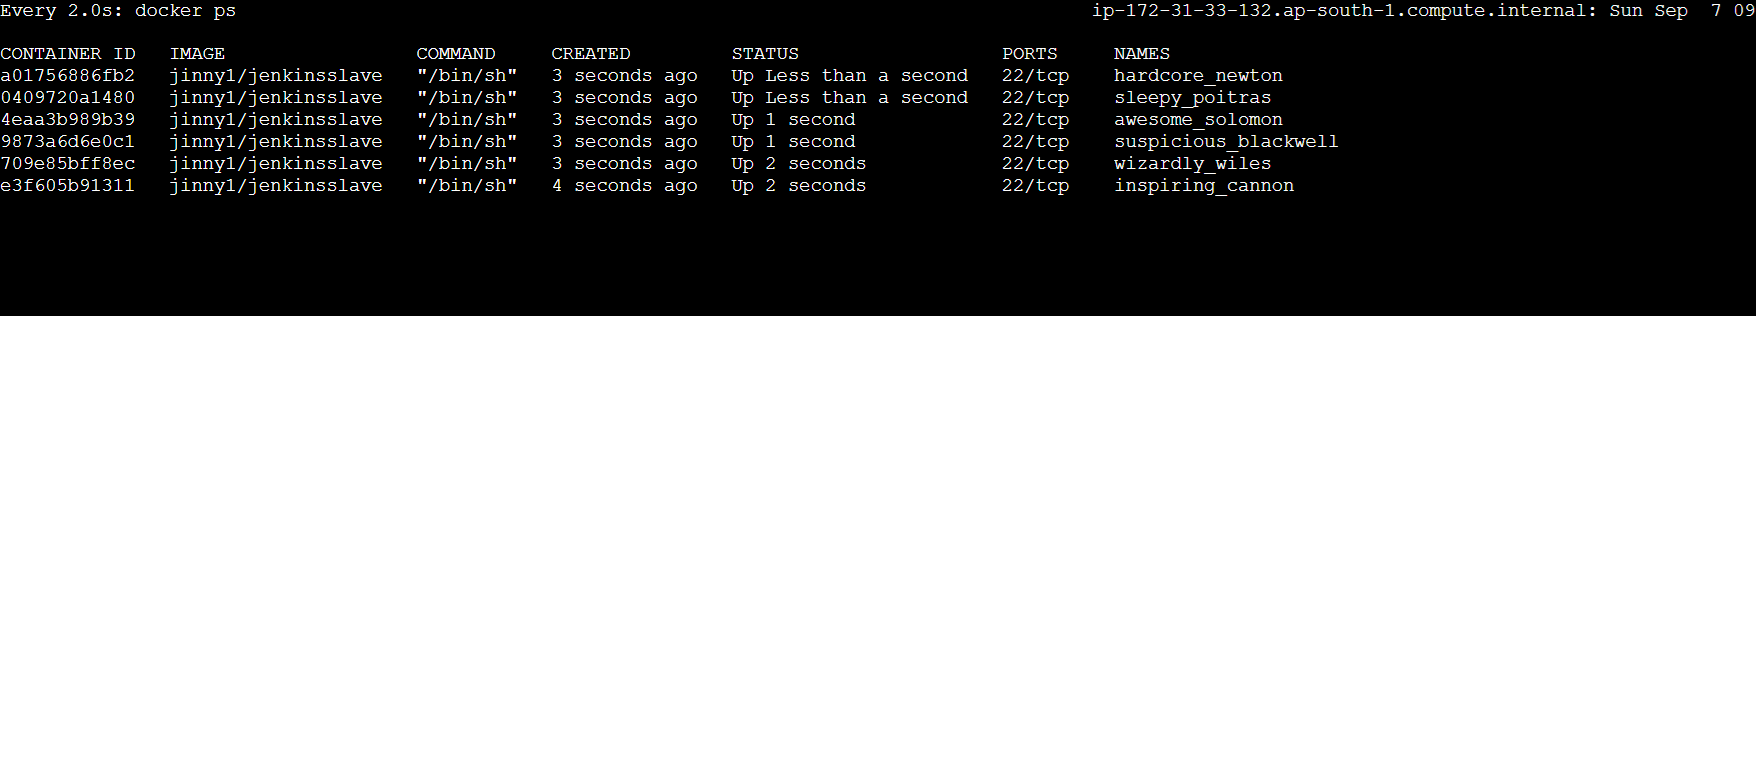 Every 2.0s: docker ps ip-172-31-33-132.ap-south-1.compute.internal: Sun Sep 7 09
CONTAINER ID IMAGE COMMAND CREATED STATUS PORTS NAMES
a01756886fb2 jinny1/jenkinsslave "/bin/sh" 3 seconds ago Up Less than a second 22/tcp hardcore_newton
0409720a1480 jinny1/jenkinsslave "/bin/sh" 3 seconds ago Up Less than a second 22/tcp sleepy_poitras
4eaa3b989b39 jinny1/jenkinsslave "/bin/sh" 3 seconds ago Up 1 second 22/tcp awesome_solomon
9873a6d6e0c1 jinny1/jenkinsslave "/bin/sh" 3 seconds ago Up 1 second 22/tcp suspicious_blackwell
709e85bff8ec jinny1/jenkinsslave "/bin/sh" 3 seconds ago Up 2 seconds 22/tcp wizardly_wiles
e3f605b91311 jinny1/jenkinsslave "/bin/sh" 4 seconds ago Up 2 seconds 22/tcp inspiring_cannon